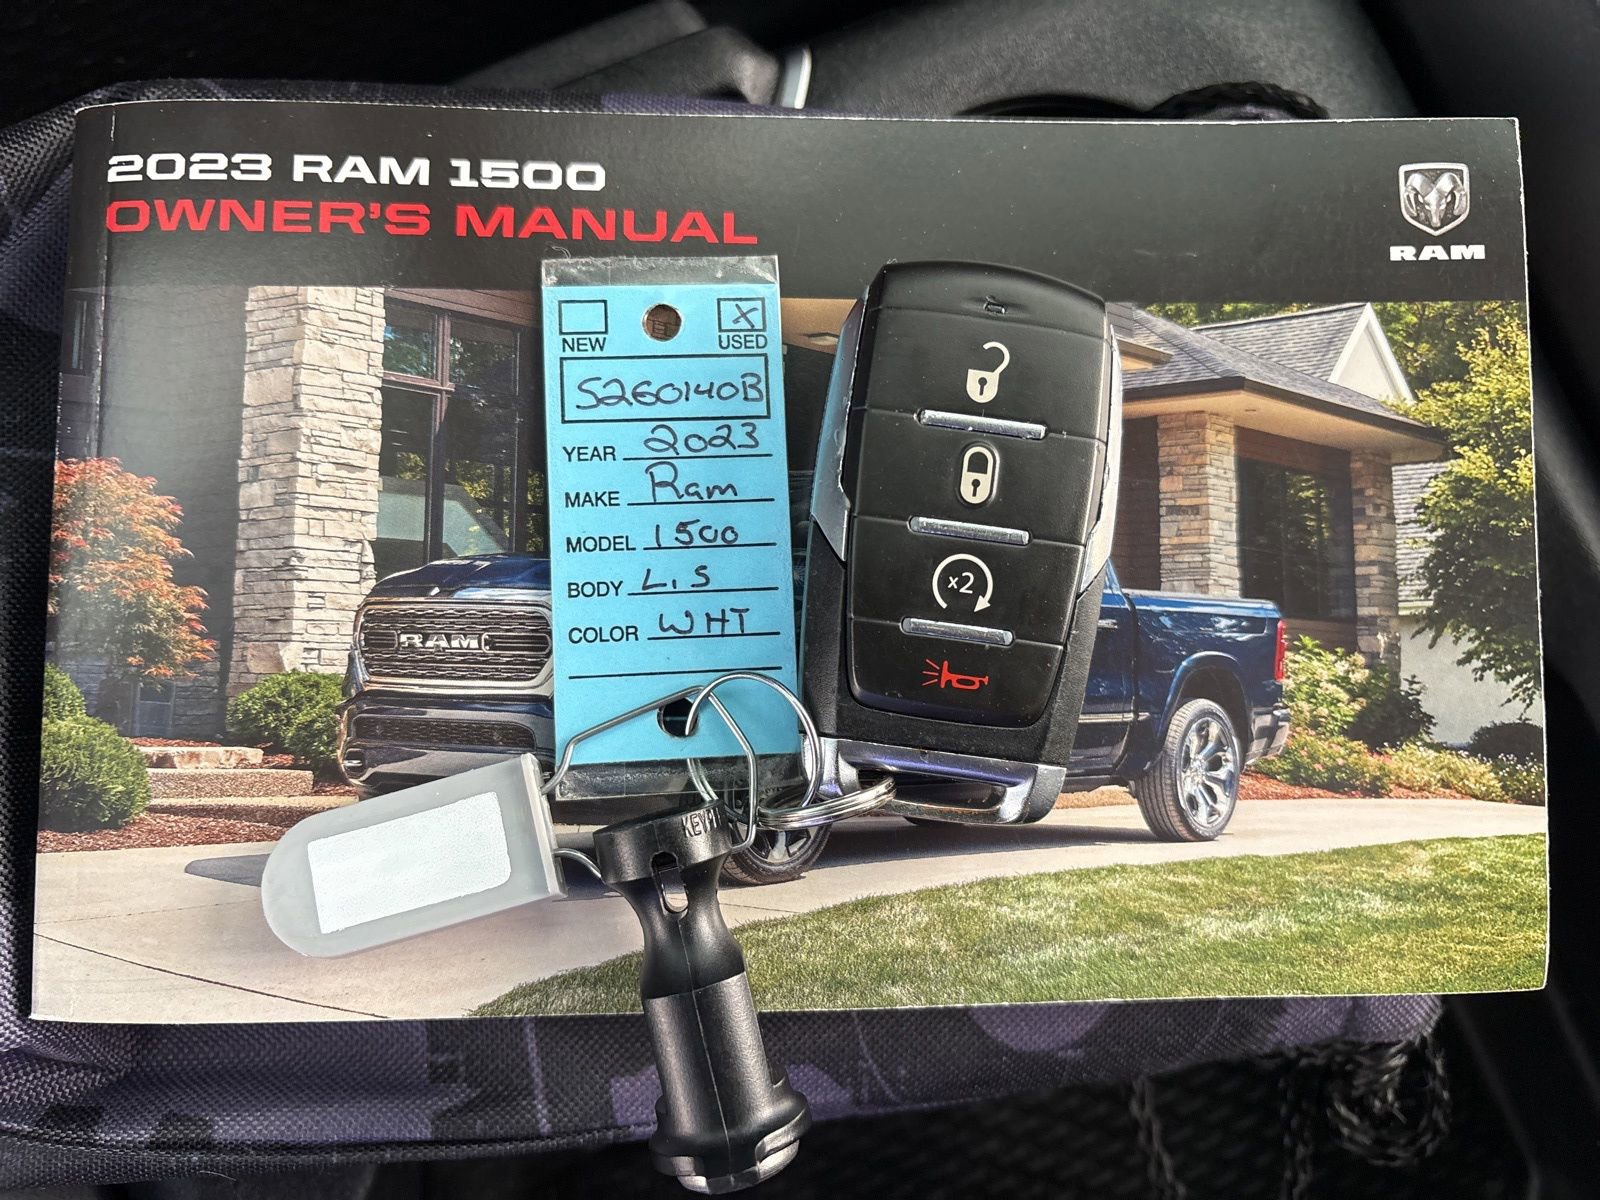 2023 RAM 1500
OWNER'S MANUAL
RAM
NEW
X
USED
S260140B
YEAR 2023
MAKE Ram
MODEL 1500
BODY L.S
COLOR WHT
x2
RAM